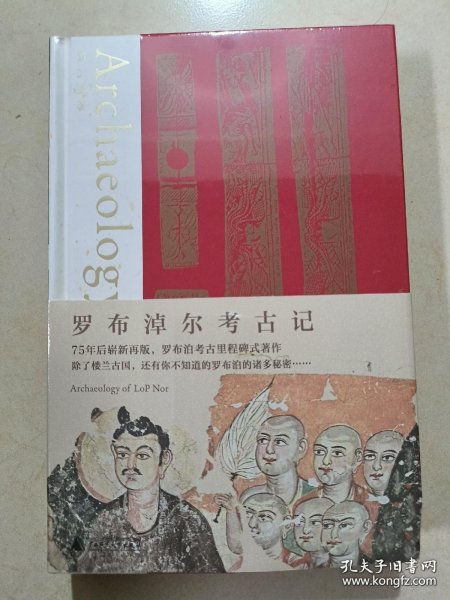 Archaeology
罗布淖尔考古记
75年后崭新再版，罗布泊考古里程碑式著作
除了楼兰古国，还有你不知道的罗布泊的诸多秘密……
Archaeology of LoP Nor
孔夫子旧书网
www.kongfz.com